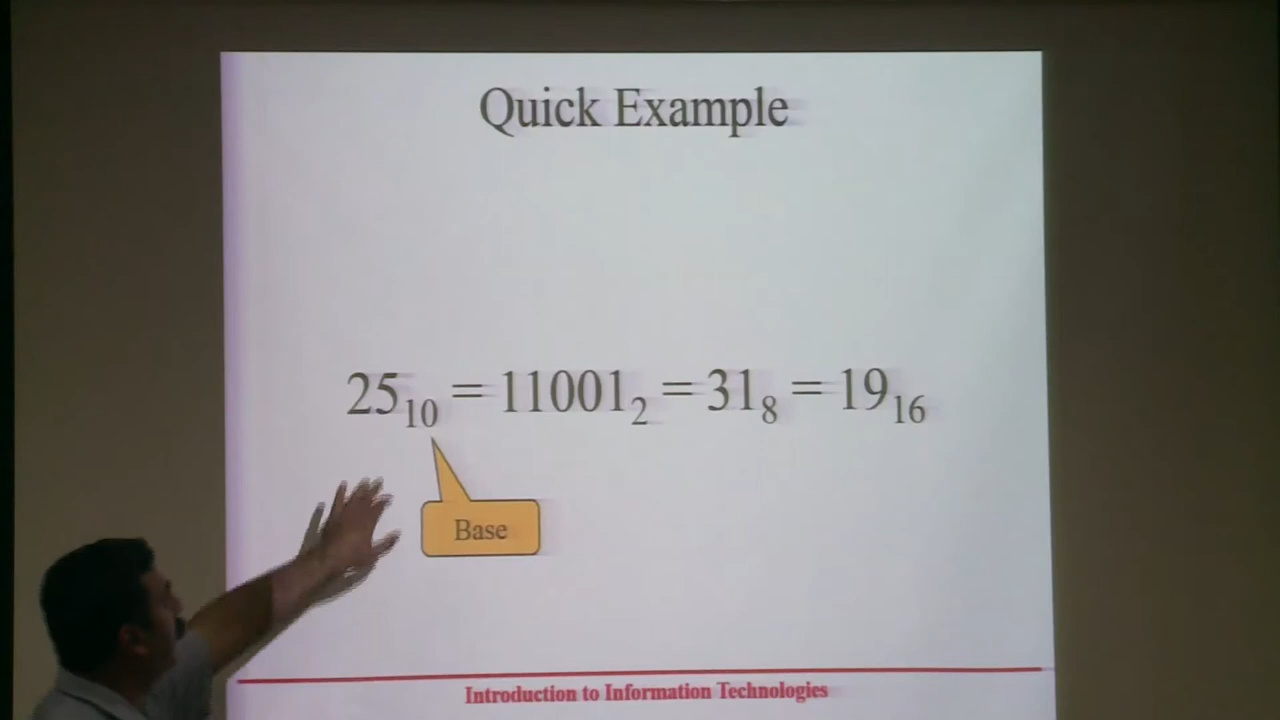 Quick Example
25₁₀ = 11001₂ = 31₈ = 19₁₆
Base
Introduction to Information Technologies